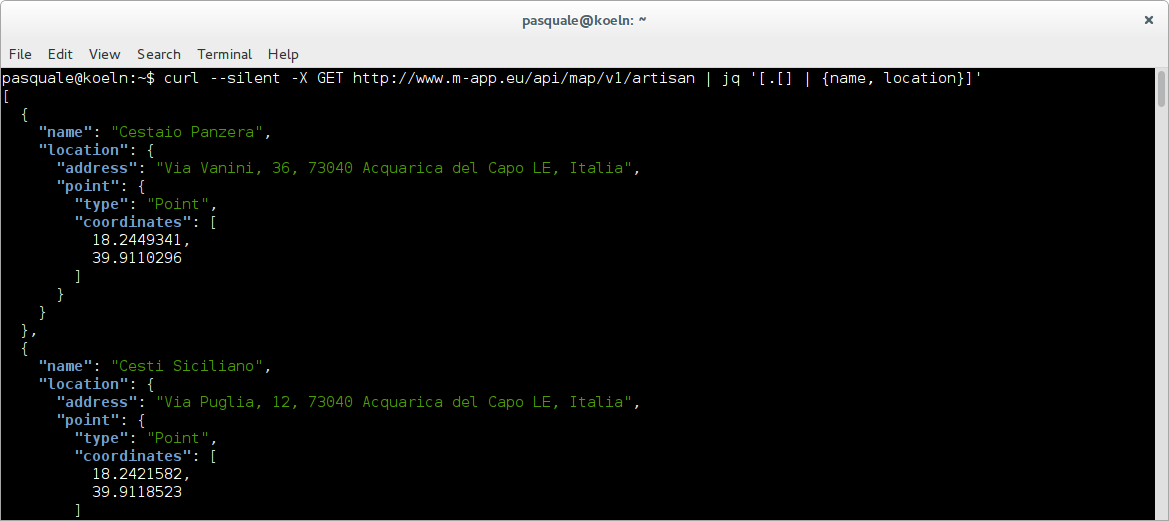 pasquale@koeln: ~
File Edit View Search Terminal Help
pasquale@koeln:~$ curl --silent -X GET http://www.m-app.eu/api/map/v1/artisan | jq '[.[] | {name, location}]'
[
  {
    "name": "Cestaio Panzera",
    "location": {
      "address": "Via Vanini, 36, 73040 Acquarica del Capo LE, Italia",
      "point": {
        "type": "Point",
        "coordinates": [
          18.2449341,
          39.9110296
        ]
      }
    }
  },
  {
    "name": "Cesti Siciliano",
    "location": {
      "address": "Via Puglia, 12, 73040 Acquarica del Capo LE, Italia",
      "point": {
        "type": "Point",
        "coordinates": [
          18.2421582,
          39.9118523
        ]